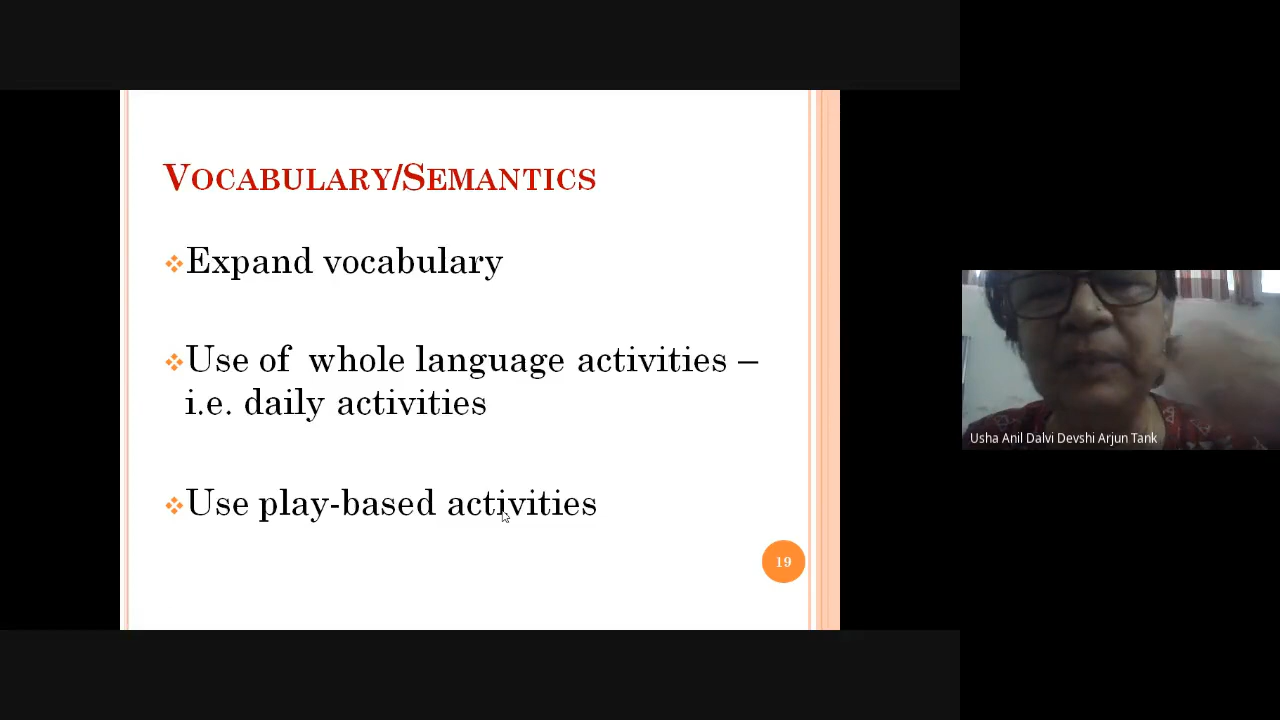 VOCABULARY/SEMANTICS
Expand vocabulary
Use of whole language activities –
i.e. daily activities
Use play-based activities
19
Usha Anil Dalvi Devshi Arjun Tank